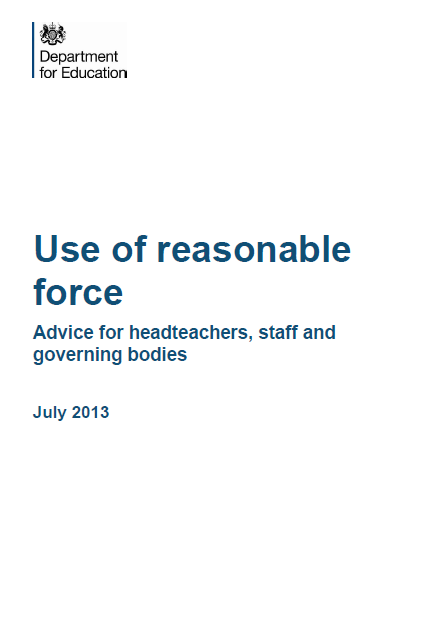 Department
for Education
Use of reasonable
force
Advice for headteachers, staff and
governing bodies
July 2013